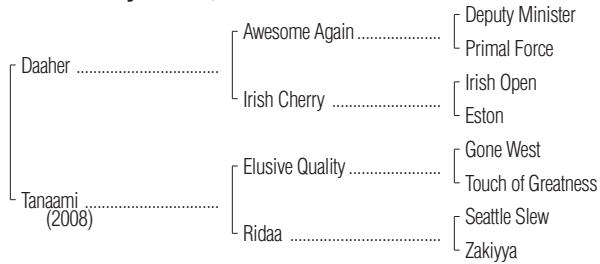 Deputy Minister
Awesome Again
Primal Force
Daaher
Irish Open
Irish Cherry
Eston
Gone West
Elusive Quality
Touch of Greatness
Tanaami
(2008)
Seattle Slew
Ridaa
Zakiyya